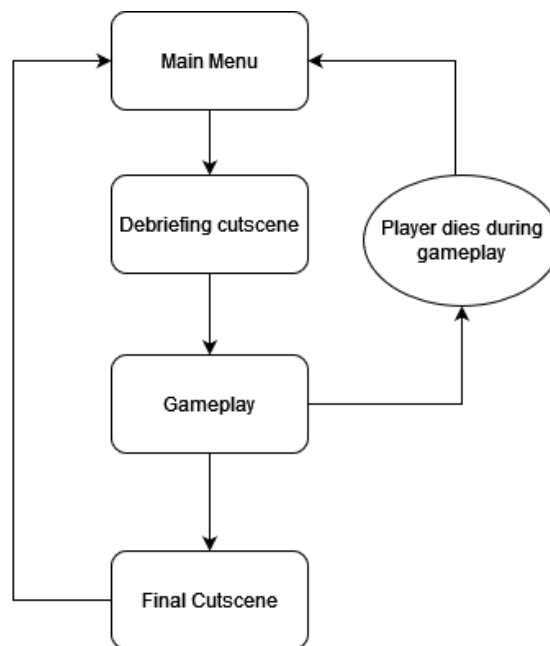 Main Menu
Debriefing cutscene
Player dies during
gameplay
Gameplay
Final Cutscene